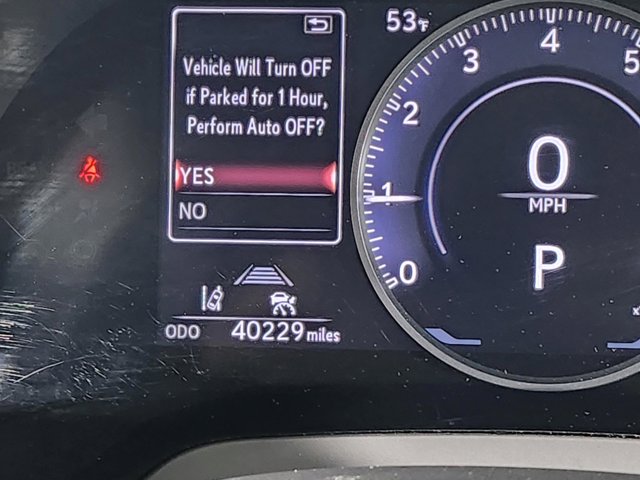 53°F
Vehicle Will Turn OFF
if Parked for 1 Hour,
Perform Auto OFF?
YES
NO
ODO 40229 miles
0
1
2
3
4
5
0
MPH
P
x